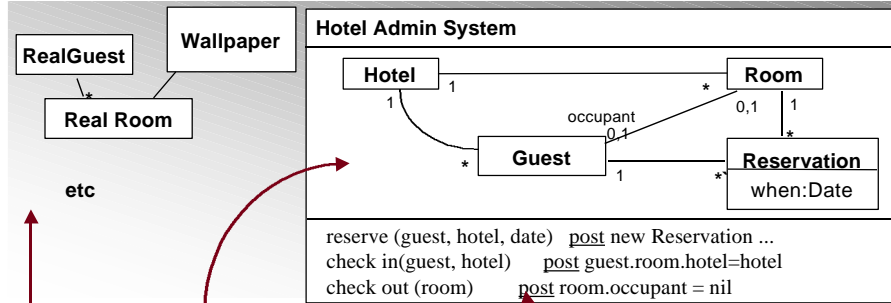 Hotel Admin System
Wallpaper
RealGuest
*
Real Room
etc
Hotel
1
1
Room
*
0,1
1
occupant
0,1
*
Guest
*
1
*`
Reservation
when:Date
reserve (guest, hotel, date) post new Reservation ...
check in(guest, hotel) post guest.room.hotel=hotel
check out (room) post room.occupant = nil